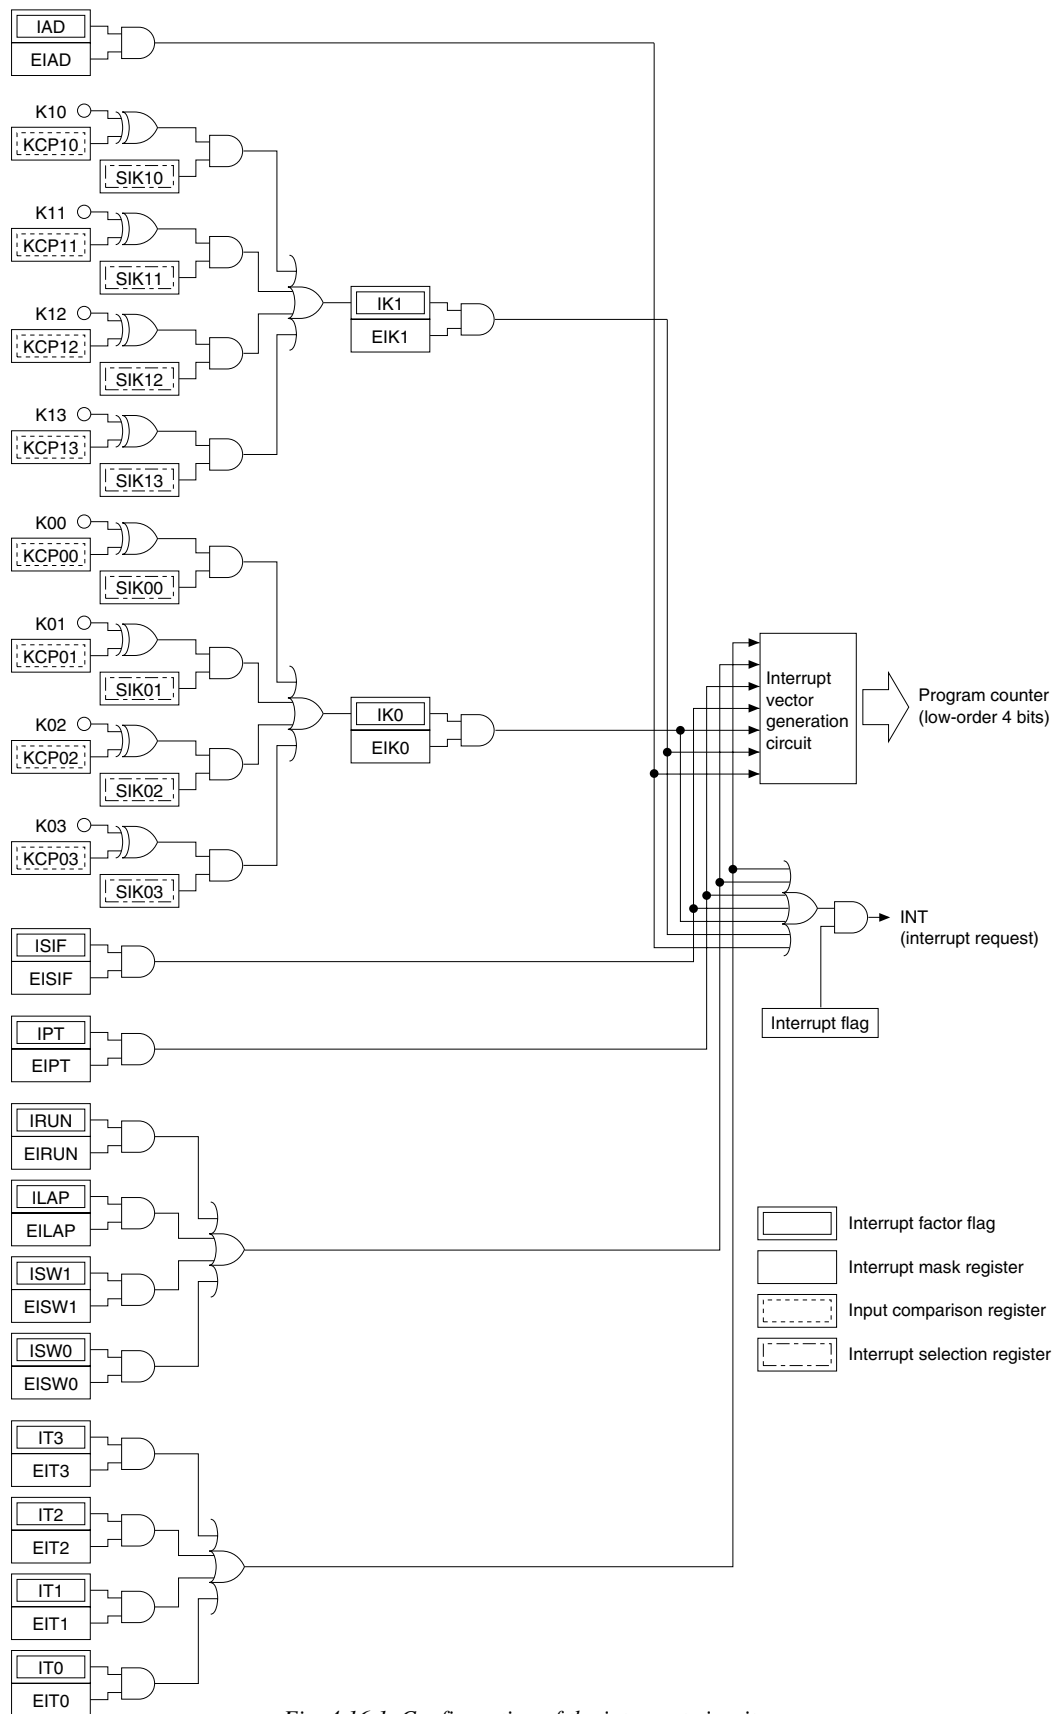 IAD
EIAD
K10
KCP10
SIK10
K11
KCP11
SIK11
K12
KCP12
SIK12
K13
KCP13
SIK13
IK1
EIK1
K00
KCP00
SIK00
K01
KCP01
SIK01
K02
KCP02
SIK02
K03
KCP03
SIK03
IK0
EIK0
Interrupt
vector
generation
circuit
Program counter
(low-order 4 bits)
INT
(interrupt request)
Interrupt flag
ISIF
EISIF
IPT
EIPT
IRUN
EIRUN
ILAP
EILAP
ISW1
EISW1
ISW0
EISW0
IT3
EIT3
IT2
EIT2
IT1
EIT1
IT0
EIT0
Interrupt factor flag
Interrupt mask register
Input comparison register
Interrupt selection register